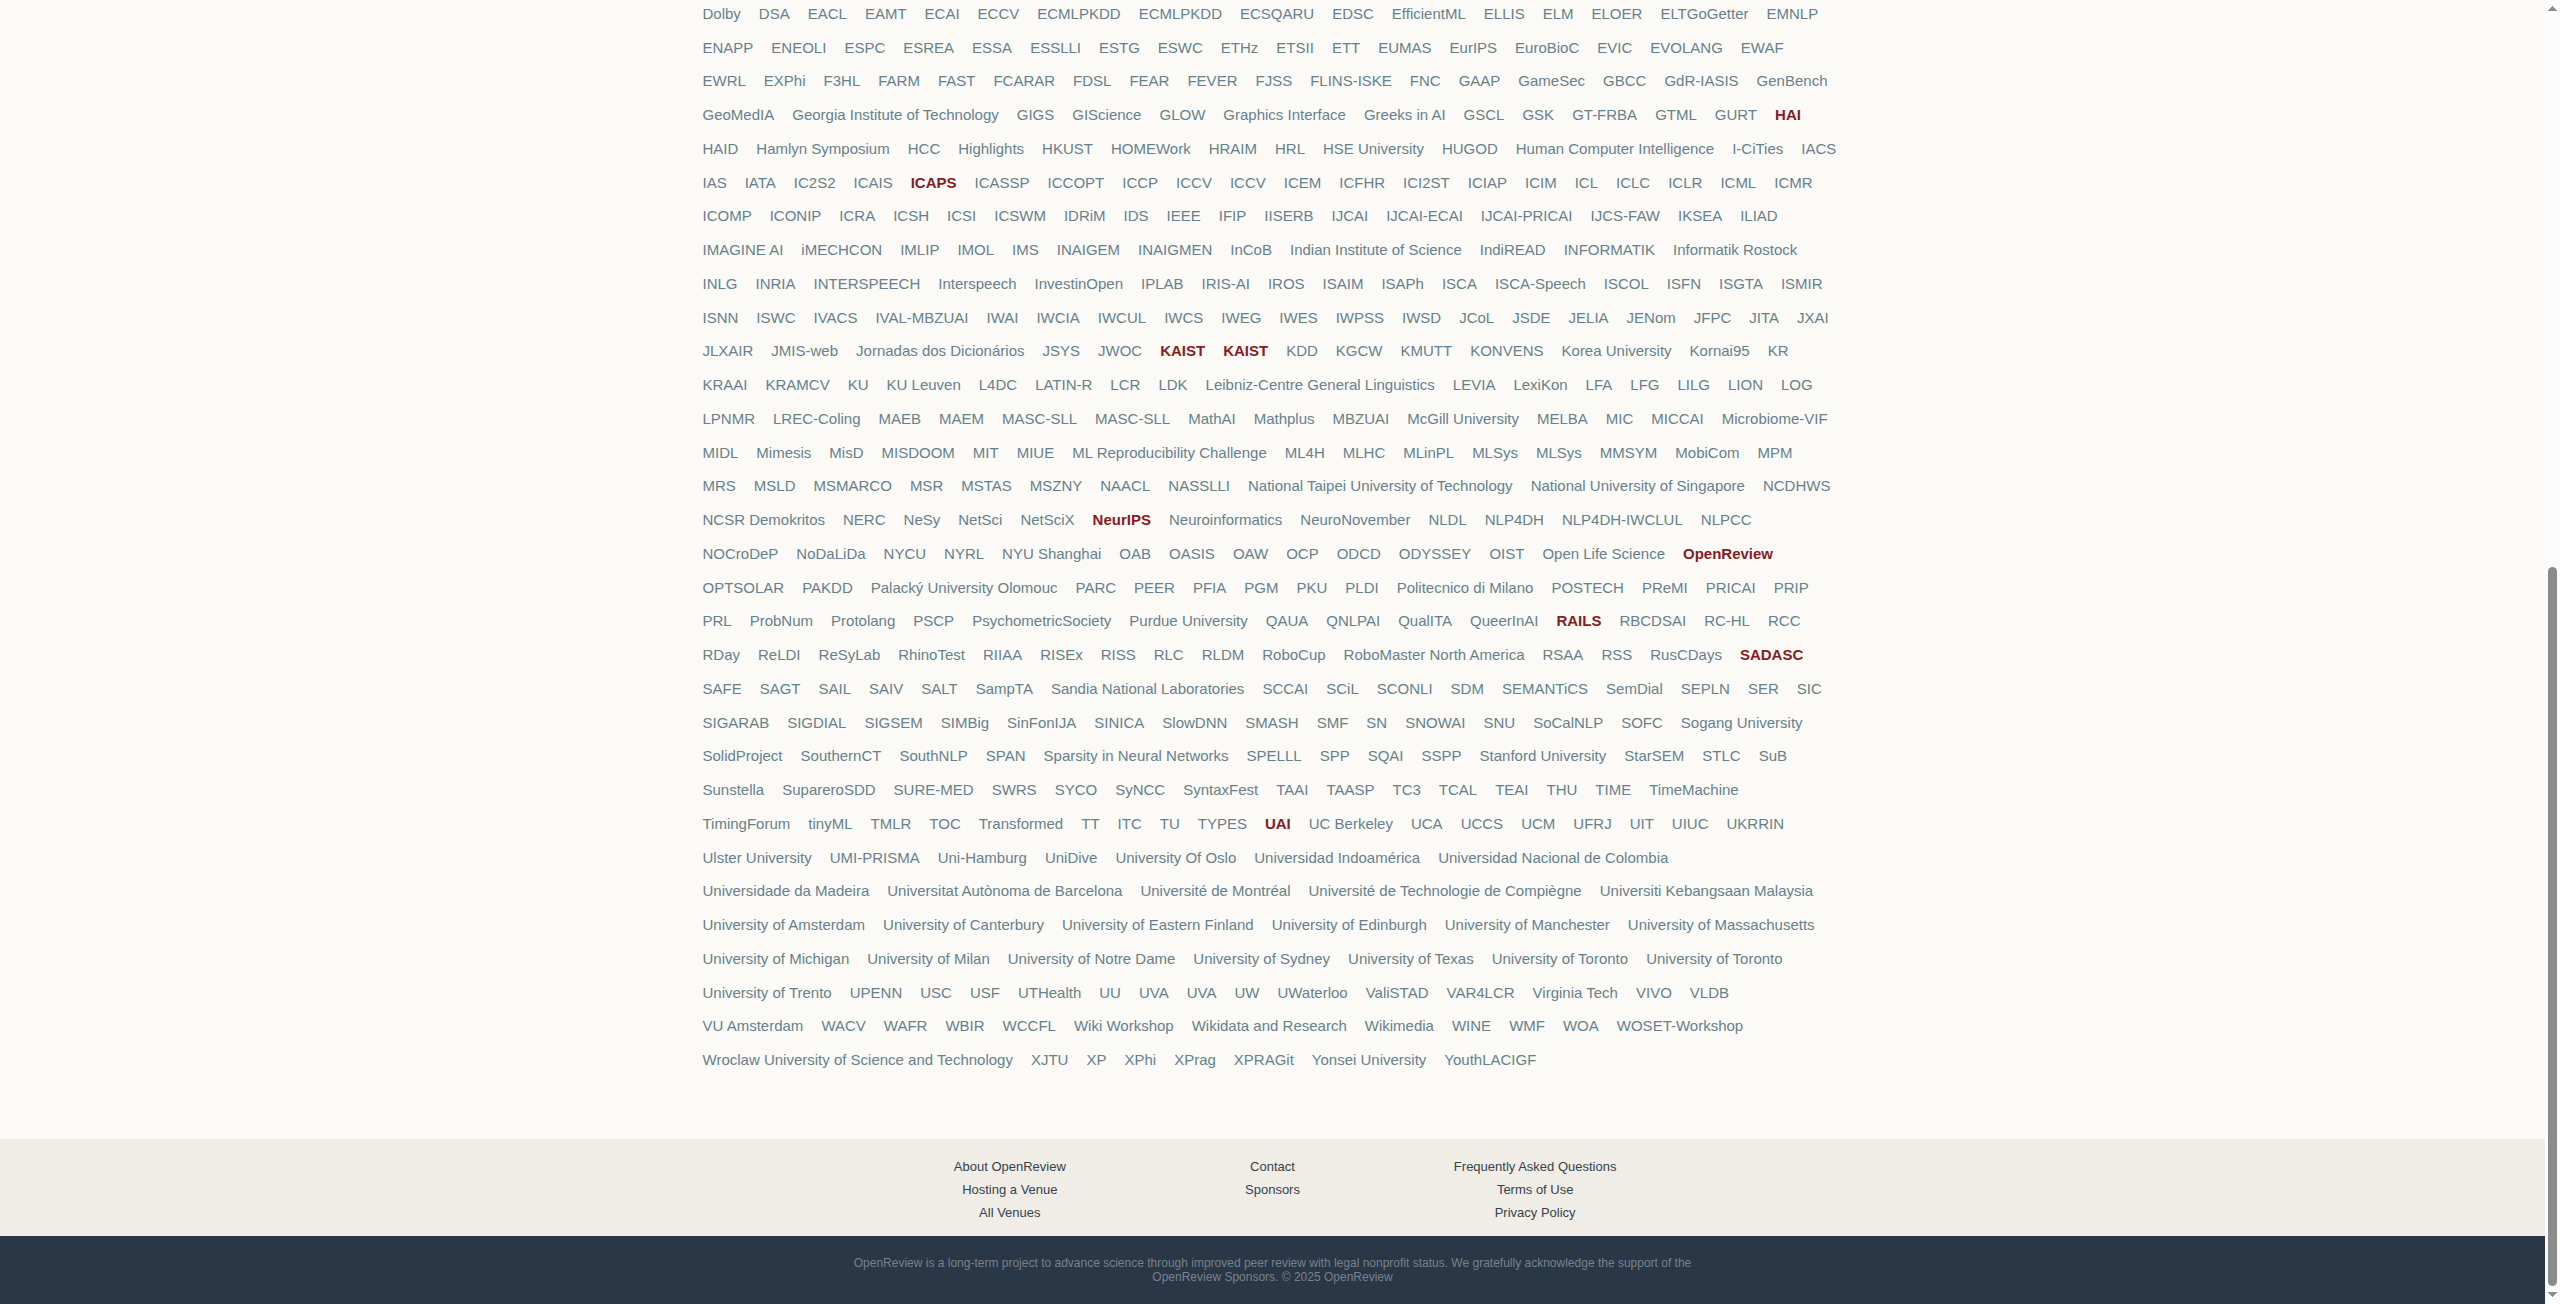 Dolby DSA EACL EAMT ECAI ECCV ECMLPKDD ECMLPKDD ECSQARU EDSC EfficientML ELLIS ELM ELOER ELTGoGetter EMNLP
ENAPP ENEOLI ESPC ESREA ESSA ESSLLI ESTG ESWC ETHz ETSII ETT EUMAS EurIPS EuroBioC EVIC EVOLANG EWAF
EWRL EXPhi F3HL FARM FAST FCARAR FDSL FEAR FEVER FJSS FLINS-ISKE FNC GAAP GameSec GBCC GdR-IASIS GenBench
GeoMedIA Georgia Institute of Technology GIGS GIScience GLOW Graphics Interface Greeks in AI GSCL GSK GT-FRBA GTML GURT HAI
HAID Hamlyn Symposium HCC Highlights HKUST HOMEWork HRAIM HRL HSE University HUGOD Human Computer Intelligence I-CiTies IACS
IAS IATA IC2S2 ICAIS ICAPS ICASSP ICCOPT ICCP ICCV ICCV ICEM ICFHR ICI2ST ICIAP ICIM ICL ICLC ICLR ICML ICMR
ICOMP ICONIP ICRA ICSH ICSI ICSWM IDRiM IDS IEEE IFIP IISERB IJCAI IJCAI-ECAI IJCAI-PRICAI IJCS-FAW IKSEA ILIAD
IMAGINE AI iMECHCON IMLIP IMOL IMS INAIGEM INAIGMEN InCoB Indian Institute of Science IndiREAD INFORMATIK Informatik Rostock
INLG INRIA INTERSPEECH Interspeech InvestinOpen IPLAB IRIS-AI IROS ISAIM ISAPh ISCA ISCA-Speech ISCOL ISFN ISGTA ISMIR
ISNN ISWC IVACS IVAL-MBZUAI IWAI IWCIA IWCUL IWCS IWEG IWES IWPSS IWSD JCoL JSDE JELIA JENom JFPC JITA JXAI
JLXAIR JMIS-web Jornadas dos Dicionários JSYS JWOC KAIST KAIST KDD KGCW KMUTT KONVENS Korea University Kornai95 KR
KRAAI KRAMCV KU KU Leuven L4DC LATIN-R LCR LDK Leibniz-Centre General Linguistics LEVIA LexiKon LFA LFG LILG LION LOG
LPNMR LREC-Coling MAEB MAEM MASC-SLL MASC-SLL MathAI Mathplus MBZUAI McGill University MELBA MIC MICCAI Microbiome-VIF
MIDL Mimesis MisD MISDOOM MIT MIUE ML Reproducibility Challenge ML4H MLHC MLinPL MLSys MLSys MMSYM MobiCom MPM
MRS MSLD MSMARCO MSR MSTAS MSZNY NAACL NASSLLI National Taipei University of Technology National University of Singapore NCDHWS
NCSR Demokritos NERC NeSy NetSci NetSciX NeurIPS Neuroinformatics NeuroNovember NLDL NLP4DH NLP4DH-IWCLUL NLPCC
NOCroDeP NoDaLiDa NYCU NYRL NYU Shanghai OAB OASIS OAW OCP ODCD ODYSSEY OIST Open Life Science OpenReview
OPTSOLAR PAKDD Palacký University Olomouc PARC PEER PFIA PGM PKU PLDI Politecnico di Milano POSTECH PReMI PRICAI PRIP
PRL ProbNum Protolang PSCP PsychometricSociety Purdue University QAUA QNLPAI QualITA QueerInAI RAILS RBCDSAI RC-HL RCC
RDay ReLDI ReSyLab RhinoTest RIIAA RISEx RISS RLC RLDM RoboCup RoboMaster North America RSAA RSS RusCDays SADASC
SAFE SAGT SAIL SAIV SALT SampTA Sandia National Laboratories SCCAI SCiL SCONLI SDM SEMANTiCS SemDial SEPLN SER SIC
SIGARAB SIGDIAL SIGSEM SIMBig SinFonIJA SINICA SlowDNN SMASH SMF SN SNOWAI SNU SoCalNLP SOFC Sogang University
SolidProject SouthernCT SouthNLP SPAN Sparsity in Neural Networks SPELLL SPP SQAI SSPP Stanford University StarSEM STLC SuB
Sunstella SupareroSDD SURE-MED SWRS SYCO SyNCC SyntaxFest TAAI TAASP TC3 TCAL TEAI THU TIME TimeMachine
TimingForum tinyML TMLR TOC Transformed TT ITC TU TYPES UAI UC Berkeley UCA UCCS UCM UFRJ UIT UIUC UKRRIN
Ulster University UMI-PRISMA Uni-Hamburg UniDive University Of Oslo Universidad Indoamérica Universidad Nacional de Colombia
Universidade da Madeira Universitat Autònoma de Barcelona Université de Montréal Université de Technologie de Compiègne Universiti Kebangsaan Malaysia
University of Amsterdam University of Canterbury University of Eastern Finland University of Edinburgh University of Manchester University of Massachusetts
University of Michigan University of Milan University of Notre Dame University of Sydney University of Texas University of Toronto University of Toronto
University of Trento UPENN USC USF UTHealth UU UVA UVA UW UWaterloo ValiSTAD VAR4LCR Virginia Tech VIVO VLDB
VU Amsterdam WACV WAFR WBIR WCCFL Wiki Workshop Wikidata and Research Wikimedia WINE WMF WOA WOSET-Workshop
Wroclaw University of Science and Technology XJTU XP XPhi XPrag XPRAGit Yonsei University YouthLACIGF
About OpenReview Contact Frequently Asked Questions
Hosting a Venue Sponsors Terms of Use
All Venues Privacy Policy
OpenReview is a long-term project to advance science through improved peer review with legal nonprofit status. We gratefully acknowledge the support of the
OpenReview Sponsors. © 2025 OpenReview